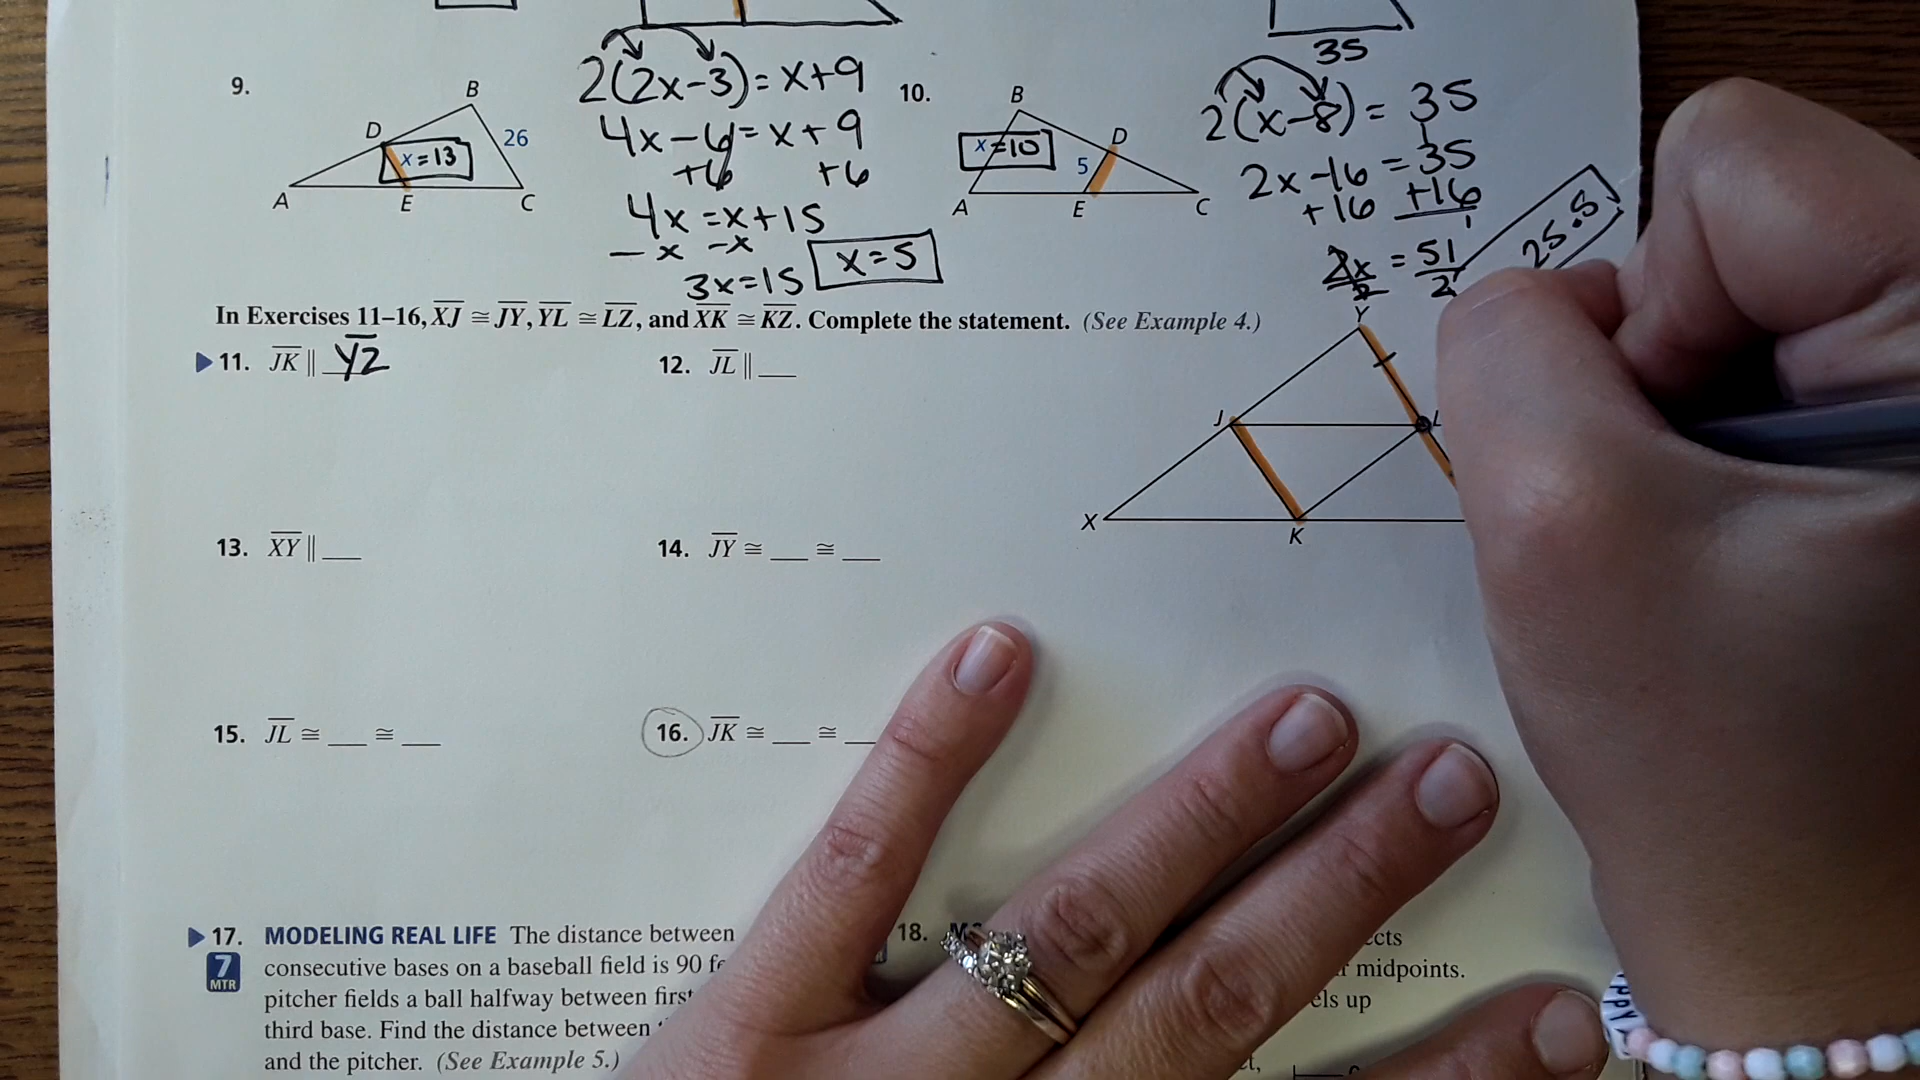 35
9.
B
D
26
x = 13
A
E
C
2(2x-3) = x+9
4x-6 = x+9
+6 +6
4x = x+15
-x -x
3x=15
x=5
10.
B
D
x=10
5
A
E
C
2(x-8) = 35
2x-16 = 35
+16 +16
2x = 51
2 2
25.5
In Exercises 11–16, XJ ≅ JY, YL ≅ LZ, and XK ≅ KZ. Complete the statement. (See Example 4.)
11. JK ∥ YZ
12. JL ∥ ___
Y
J
L
X
K
13. XY ∥ ___
14. JY ≅ ___ ≅ ___
15. JL ≅ ___ ≅ ___
16. JK ≅ ___ ≅ ___
17. MODELING REAL LIFE The distance between
7
MTR
consecutive bases on a baseball field is 90
pitcher fields a ball halfway between
third base. Find the distance between
and the pitcher. (See Example 5.)
18.
midpoints.
up